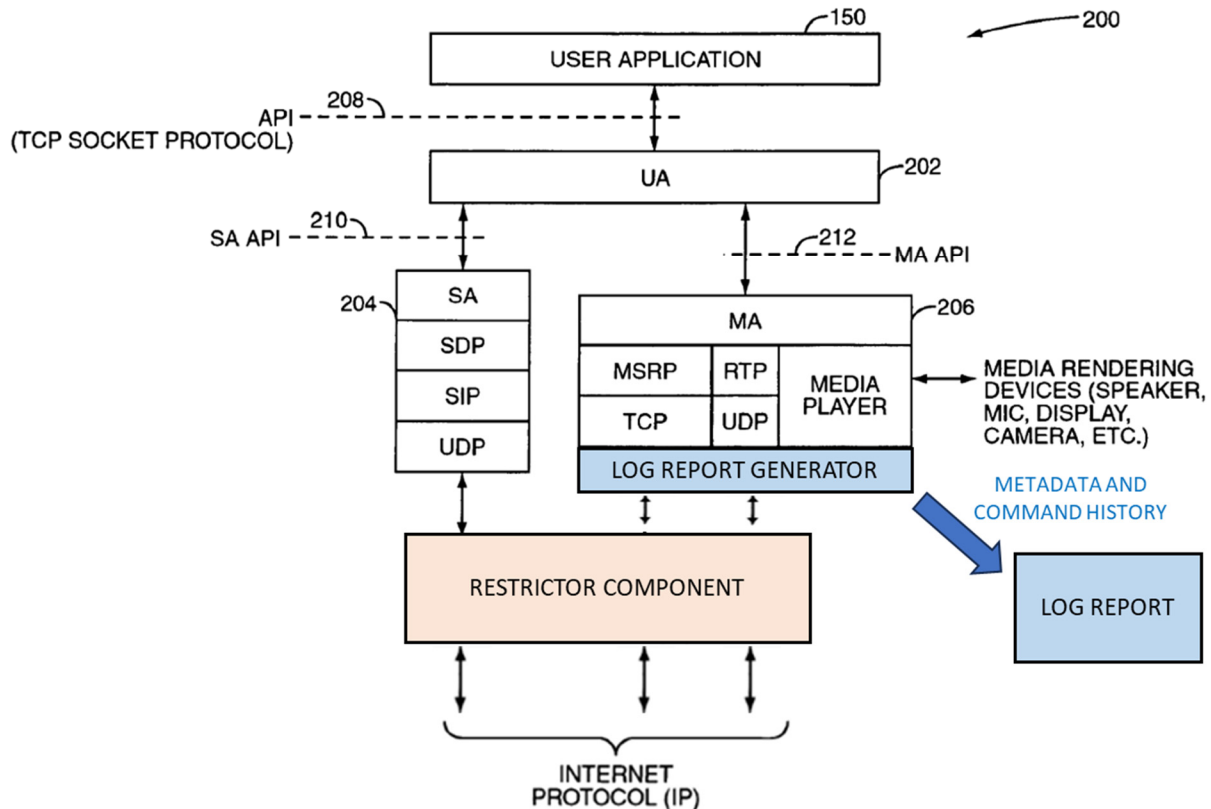 150
200
USER APPLICATION
208
API
(TCP SOCKET PROTOCOL)
UA
202
210
SA API
212
MA API
204
SA
SDP
SIP
UDP
206
MA
MSRP
RTP
TCP
UDP
MEDIA
PLAYER
MEDIA RENDERING
DEVICES (SPEAKER,
MIC, DISPLAY,
CAMERA, ETC.)
LOG REPORT GENERATOR
METADATA AND
COMMAND HISTORY
RESTRICTOR COMPONENT
LOG REPORT
INTERNET
PROTOCOL (IP)